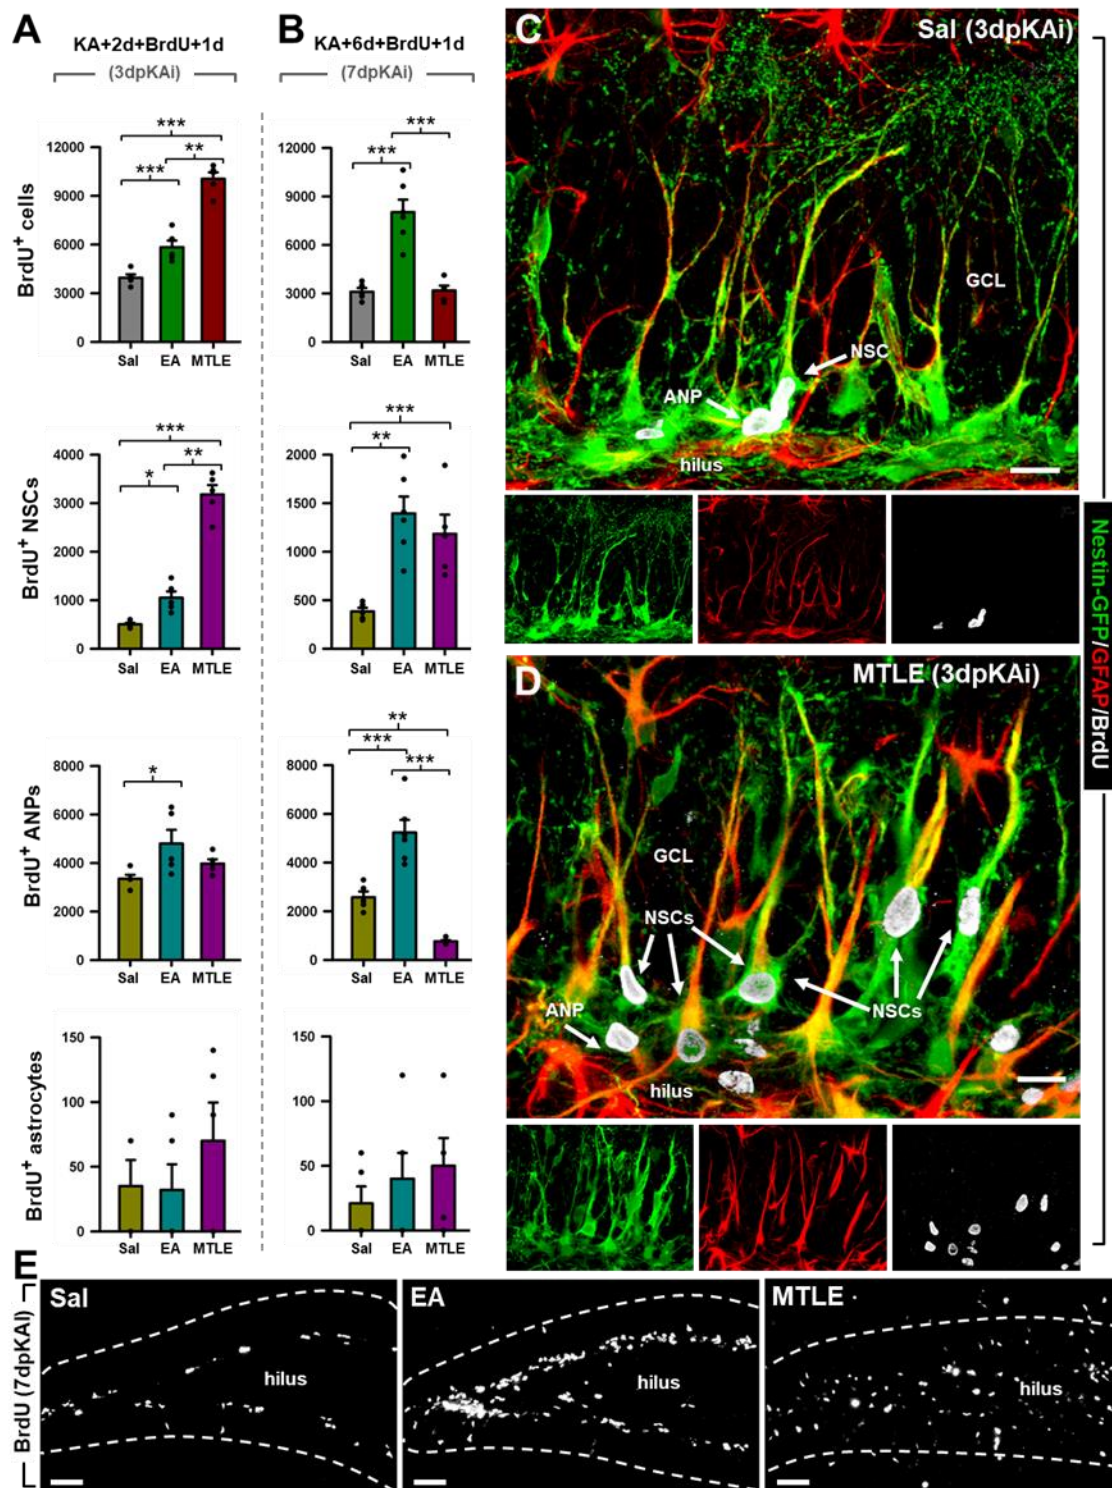 A
KA+2d+BrdU+1d
(3dpKAi)
B
KA+6d+BrdU+1d
(7dpKAi)
BrdU⁺ cells
12000
9000
6000
3000
0
***
***
**
Sal EA MTLE
12000
9000
6000
3000
0
***
***
Sal EA MTLE
BrdU⁺ NSCs
4000
3000
2000
1000
0
***
**
*
Sal EA MTLE
2000
1500
1000
500
0
***
**
Sal EA MTLE
BrdU⁺ ANPs
8000
6000
4000
2000
0
*
Sal EA MTLE
8000
6000
4000
2000
0
**
***
***
Sal EA MTLE
BrdU⁺ astrocytes
150
100
50
0
Sal EA MTLE
150
100
50
0
Sal EA MTLE
C
Sal (3dpKAi)
GCL
NSC
ANP
hilus
D
MTLE (3dpKAi)
GCL
NSCs
NSCs
ANP
hilus
Nestin-GFP/GFAP/BrdU
E
BrdU (7dpKAI)
Sal
hilus
EA
hilus
MTLE
hilus